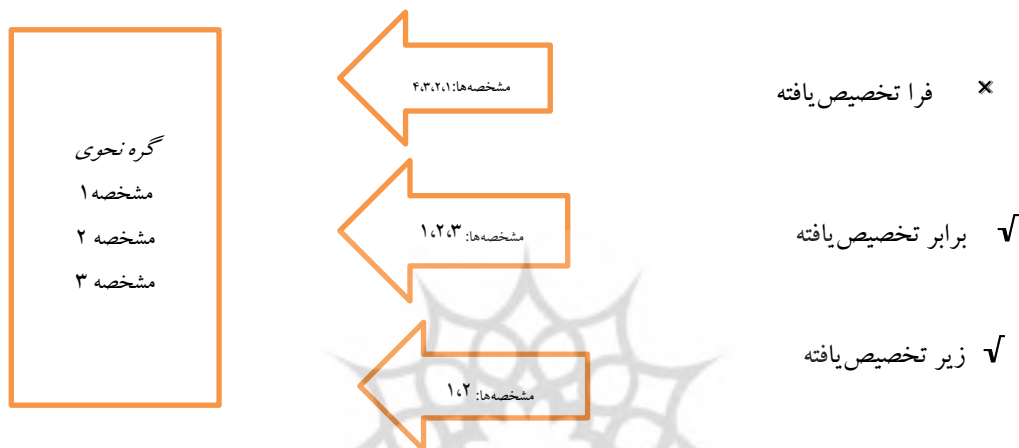 × فرا تخصیص‌یافته
مشخصه‌ها:۴،۳،۲،۱
√ برابر تخصیص‌یافته
مشخصه‌ها: ۱،۲،۳
√ زیر تخصیص‌یافته
مشخصه‌ها: ۱،۲
گره نحوی
مشخصه ۱
مشخصه ۲
مشخصه ۳